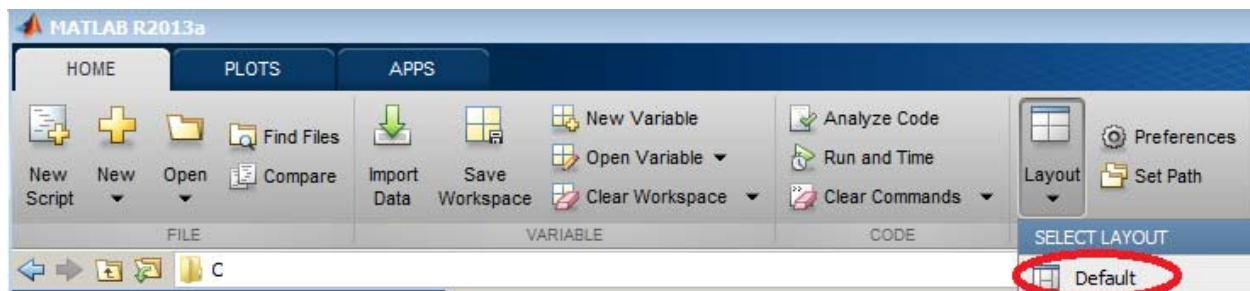 MATLAB R2013a
HOME PLOTS APPS
New Script
New
Open
Find Files
Compare
FILE
Import Data
Save Workspace
New Variable
Open Variable
Clear Workspace
VARIABLE
Analyze Code
Run and Time
Clear Commands
CODE
Layout
Preferences
Set Path
SELECT LAYOUT
C
Default